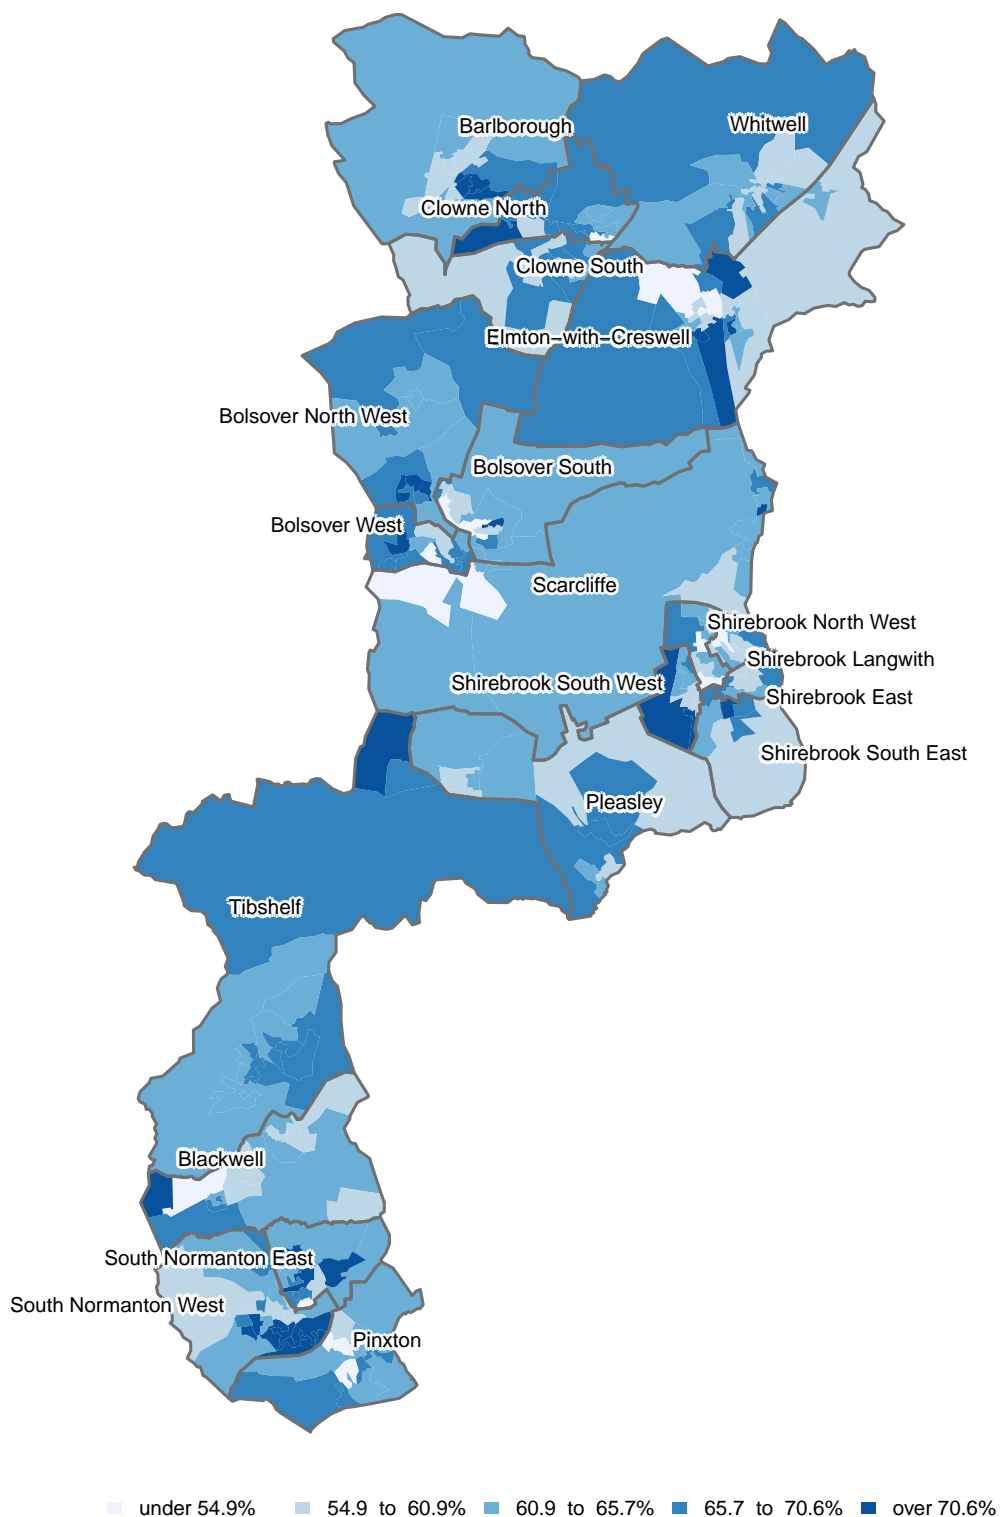 Barlborough
Whitwell
Clowne North
Clowne South
Elmton−with−Creswell
Bolsover North West
Bolsover South
Bolsover West
Scarcliffe
Shirebrook North West
Shirebrook Langwith
Shirebrook South West
Shirebrook East
Shirebrook South East
Pleasley
Tibshelf
Blackwell
South Normanton East
South Normanton West
Pinxton
under 54.9% 54.9 to 60.9% 60.9 to 65.7% 65.7 to 70.6% over 70.6%